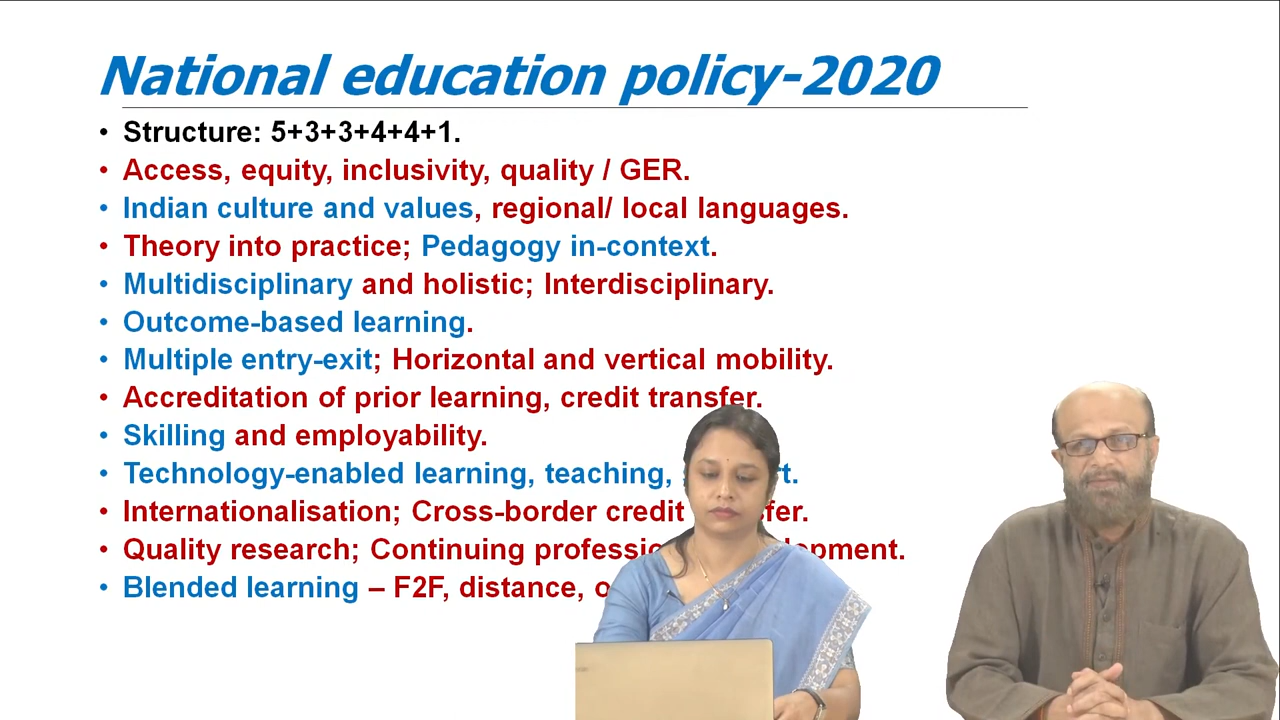 National education policy-2020
• Structure: 5+3+3+4+4+1.
• Access, equity, inclusivity, quality / GER.
• Indian culture and values, regional/ local languages.
• Theory into practice; Pedagogy in-context.
• Multidisciplinary and holistic; Interdisciplinary.
• Outcome-based learning.
• Multiple entry-exit; Horizontal and vertical mobility.
• Accreditation of prior learning, credit transfer.
• Skilling and employability.
• Technology-enabled learning, teaching,
• Internationalisation; Cross-border credit
• Quality research; Continuing
• Blended learning – F2F, distance,